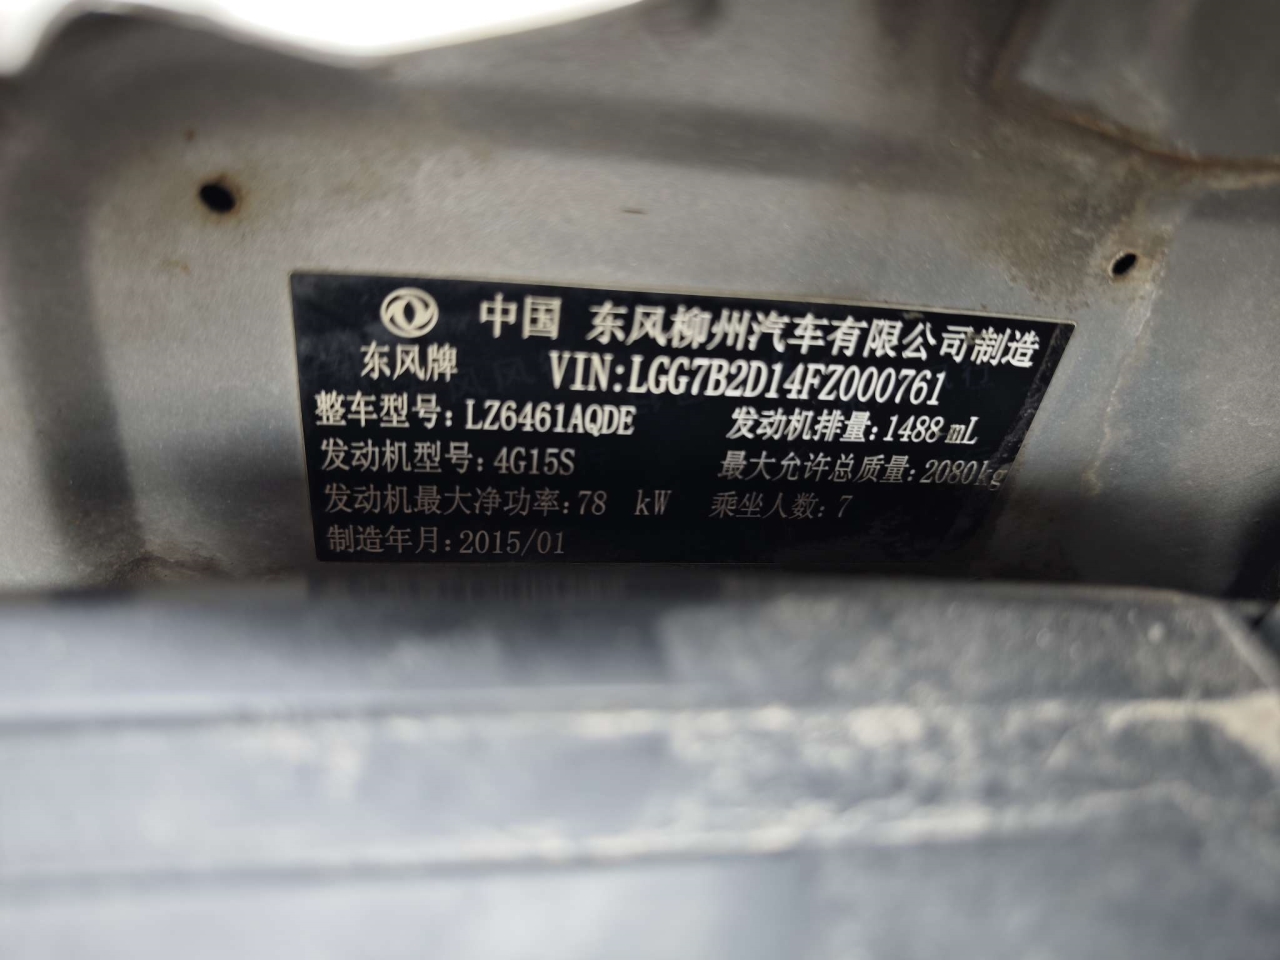 中国 东风柳州汽车有限公司制造
东风牌 VIN:LGG7B2D14FZ000761
整车型号:LZ6461AQDE 发动机排量:1488 mL
发动机型号:4G15S 最大允许总质量:2080kg
发动机最大净功率:78 kW 乘坐人数:7
制造年月:2015/01